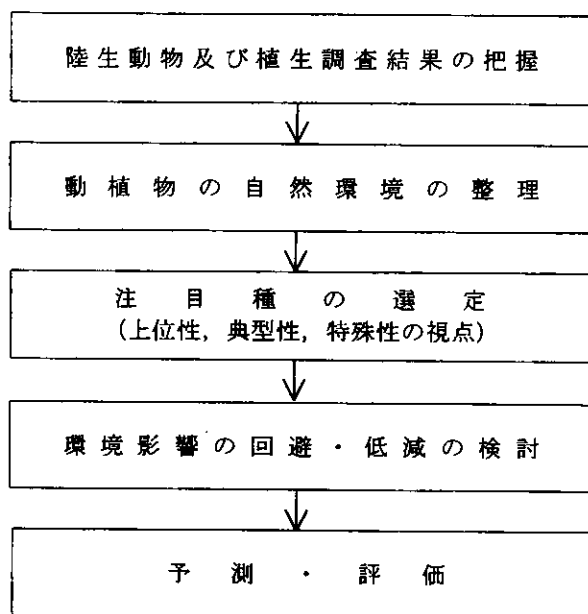 陸生動物及び植生調査結果の把握
動植物の自然環境の整理
注目種の選定
(上位性, 典型性, 特殊性の視点)
環境影響の回避・低減の検討
予測・評価